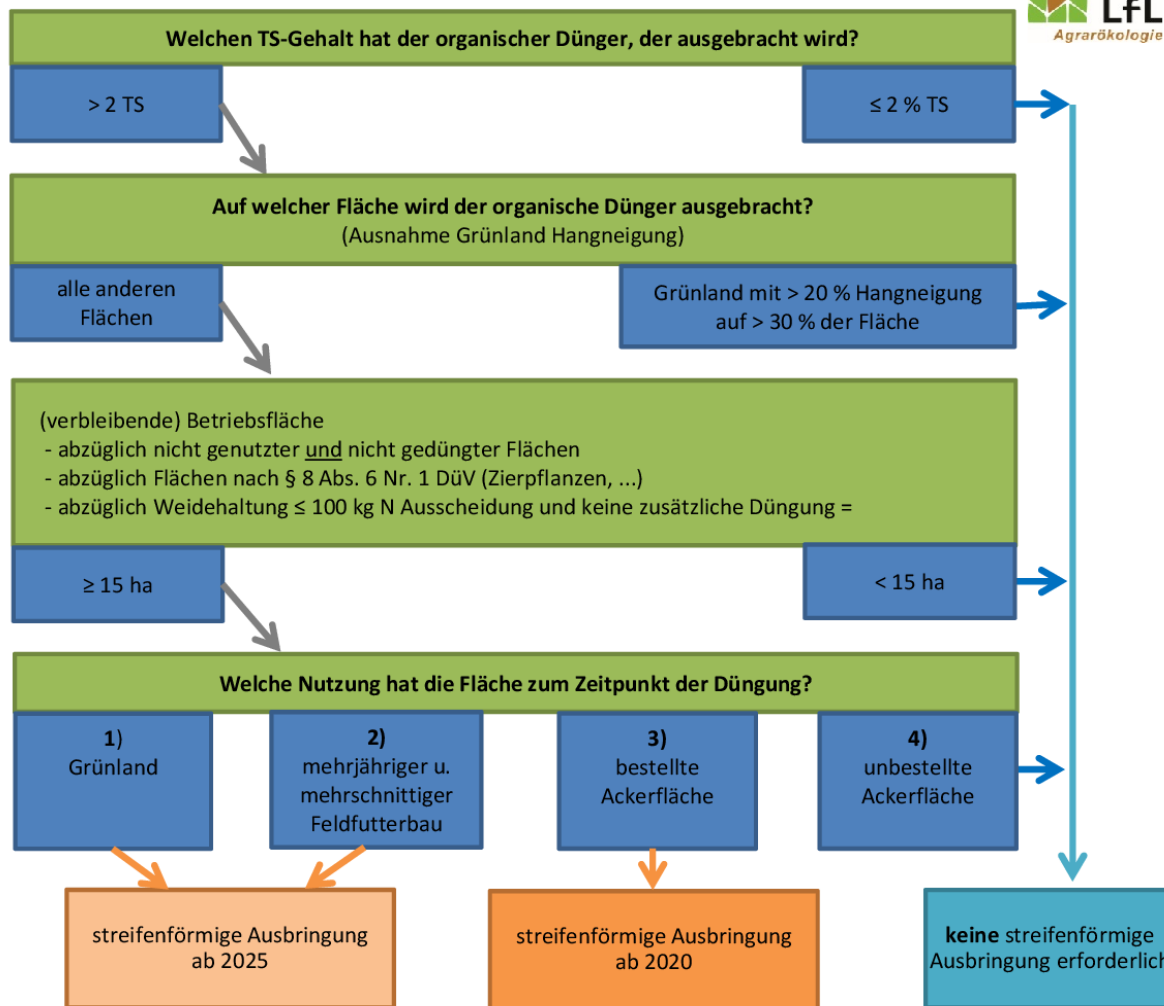 LfL
Agrarökologie
Welchen TS-Gehalt hat der organischer Dünger, der ausgebracht wird?
> 2 TS
≤ 2 % TS
Auf welcher Fläche wird der organische Dünger ausgebracht?
(Ausnahme Grünland Hangneigung)
alle anderen
Flächen
Grünland mit > 20 % Hangneigung
auf > 30 % der Fläche
(verbleibende) Betriebsfläche
- abzüglich nicht genutzter und nicht gedüngter Flächen
- abzüglich Flächen nach § 8 Abs. 6 Nr. 1 DüV (Zierpflanzen, ...)
- abzüglich Weidehaltung ≤ 100 kg N Ausscheidung und keine zusätzliche Düngung =
≥ 15 ha
< 15 ha
Welche Nutzung hat die Fläche zum Zeitpunkt der Düngung?
1)
Grünland
2)
mehrjähriger u.
mehrschnittiger
Feldfutterbau
3)
bestellte
Ackerfläche
4)
unbestellte
Ackerfläche
streifenförmige Ausbringung
ab 2025
streifenförmige Ausbringung
ab 2020
keine streifenförmige
Ausbringung erforderlich